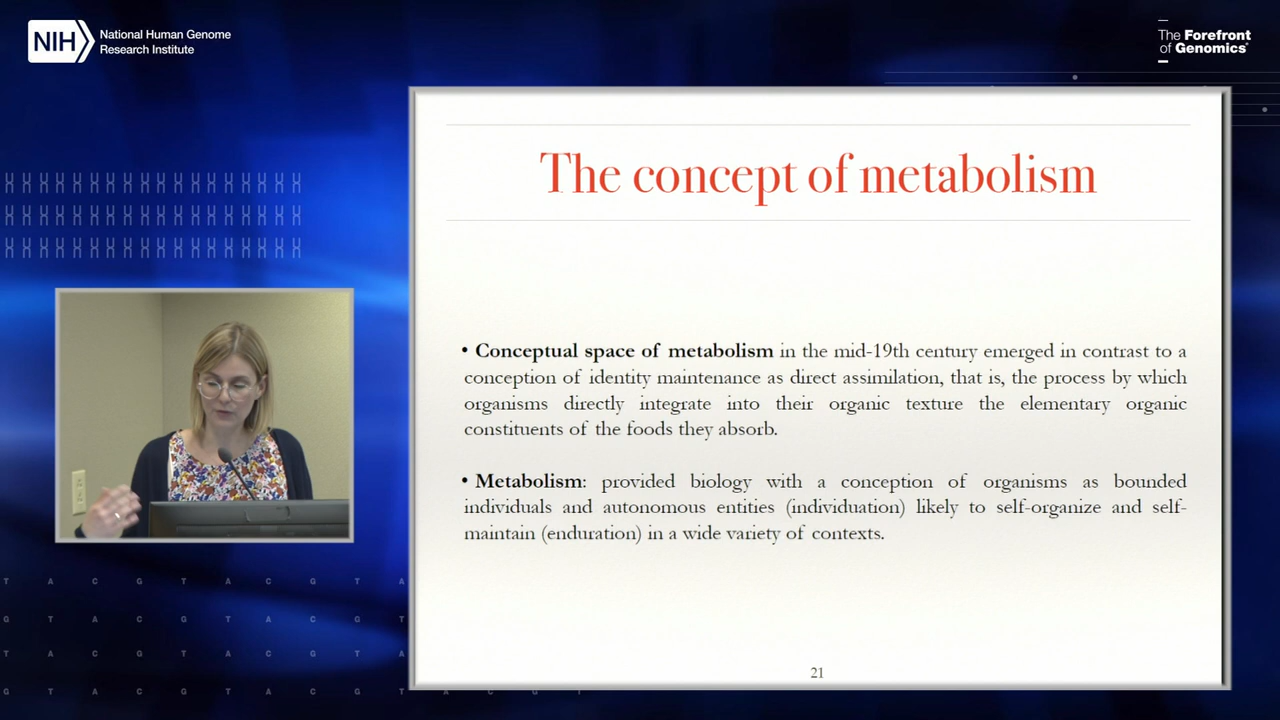 NIH
National Human Genome
Research Institute
The Forefront
of Genomics®
The concept of metabolism
• Conceptual space of metabolism in the mid-19th century emerged in contrast to a
conception of identity maintenance as direct assimilation, that is, the process by which
organisms directly integrate into their organic texture the elementary organic
constituents of the foods they absorb.
• Metabolism: provided biology with a conception of organisms as bounded
individuals and autonomous entities (individuation) likely to self-organize and self-
maintain (enduration) in a wide variety of contexts.
21
T A C G T A C G T A
G T A C G T A C G T
T A C G T A C G T A
G T A C G T A C G T A C G T